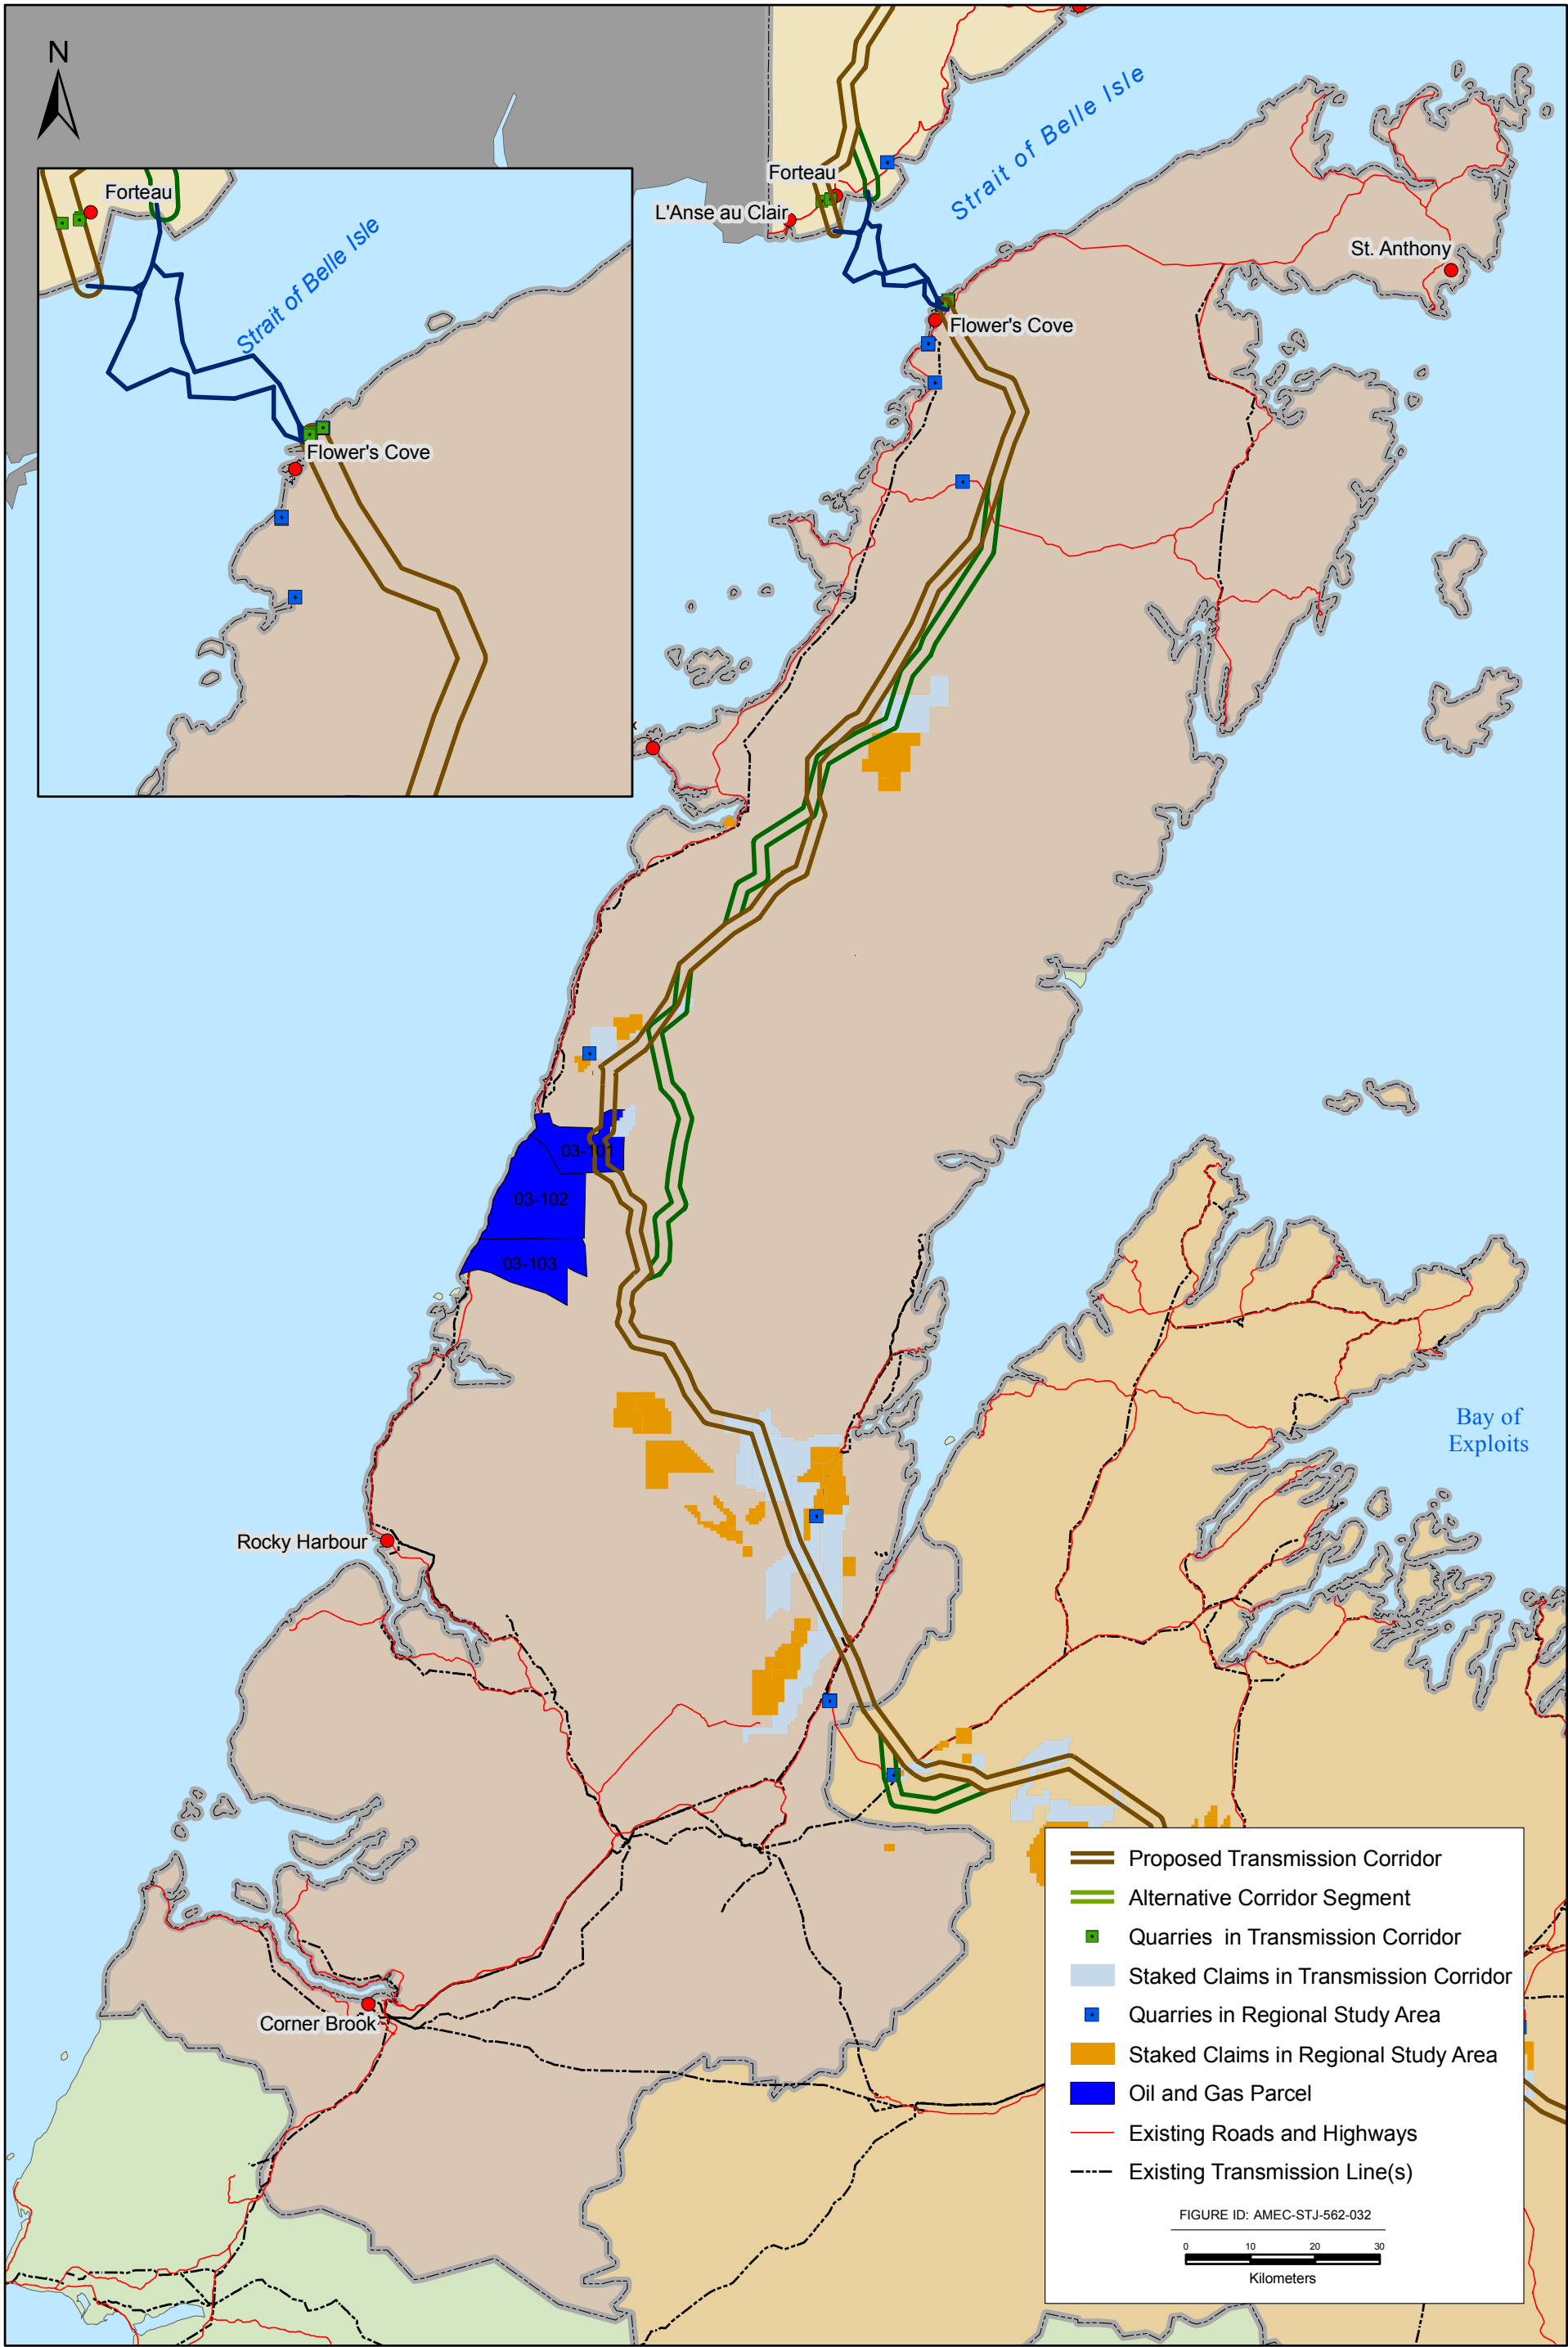 N
Strait of Belle Isle
Forteau
L'Anse au Clair
St. Anthony
Flower's Cove
Forteau
Strait of Belle Isle
Flower's Cove
03-101
03-102
03-103
Bay of
Exploits
Rocky Harbour
Corner Brook
Proposed Transmission Corridor
Alternative Corridor Segment
Quarries in Transmission Corridor
Staked Claims in Transmission Corridor
Quarries in Regional Study Area
Staked Claims in Regional Study Area
Oil and Gas Parcel
Existing Roads and Highways
Existing Transmission Line(s)
FIGURE ID: AMEC-STJ-562-032
0 10 20 30
Kilometers